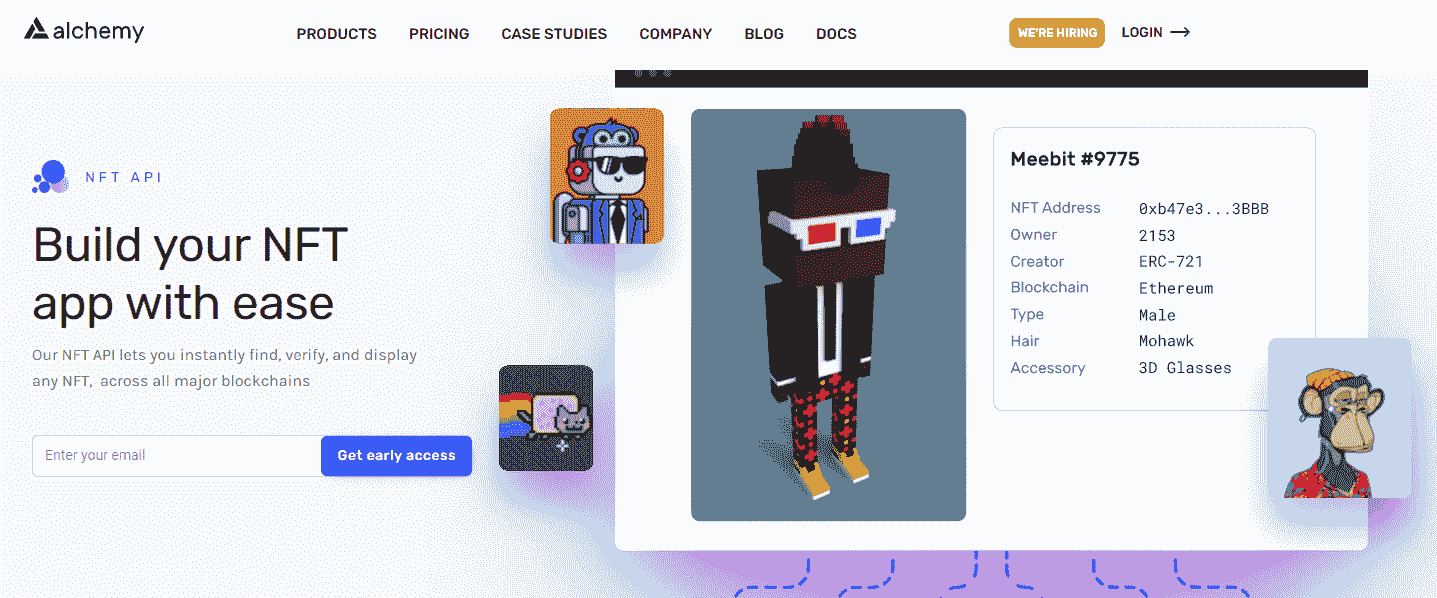 alchemy
PRODUCTS PRICING CASE STUDIES COMPANY BLOG DOCS
WE'RE HIRING LOGIN
NFT API
Build your NFT
app with ease
Our NFT API lets you instantly find, verify, and display
any NFT, across all major blockchains
Enter your email Get early access
Meebit #9775
NFT Address 0xb47e3...3BBB
Owner 2153
Creator ERC-721
Blockchain Ethereum
Type Male
Hair Mohawk
Accessory 3D Glasses